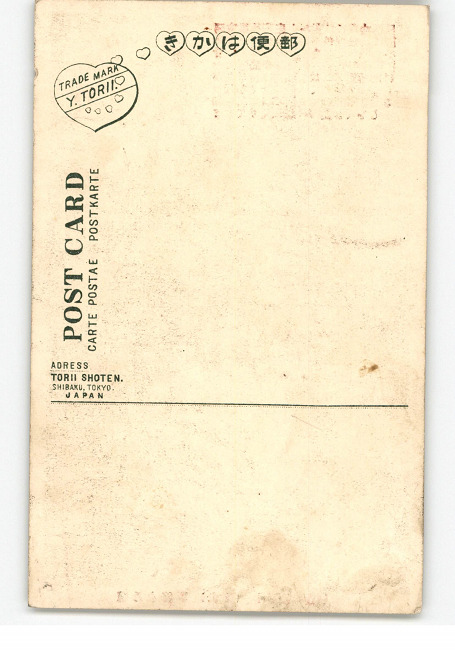 きかは便郵
TRADE MARK
Y. TORII.
POST CARD
CARTE POSTAE POSTKARTE
ADRESS
TORII SHOTEN.
SHIBAKU, TOKYO.
JAPAN